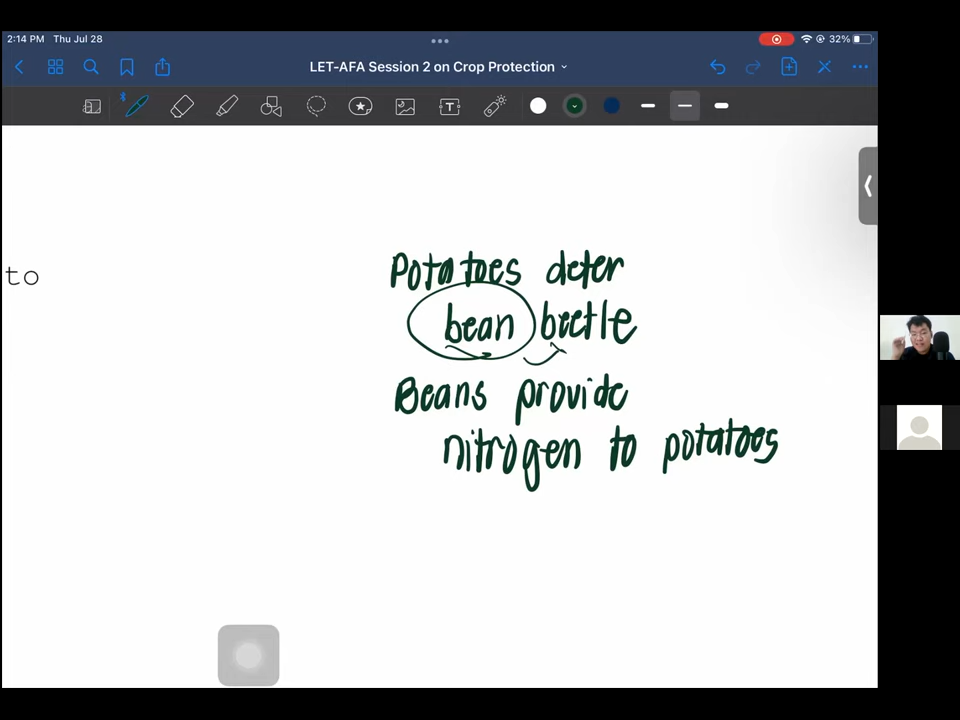 2:14 PM Thu Jul 28
32%
LET-AFA Session 2 on Crop Protection
to
Potatoes deter
bean beetle
Beans provide
nitrogen to potatoes